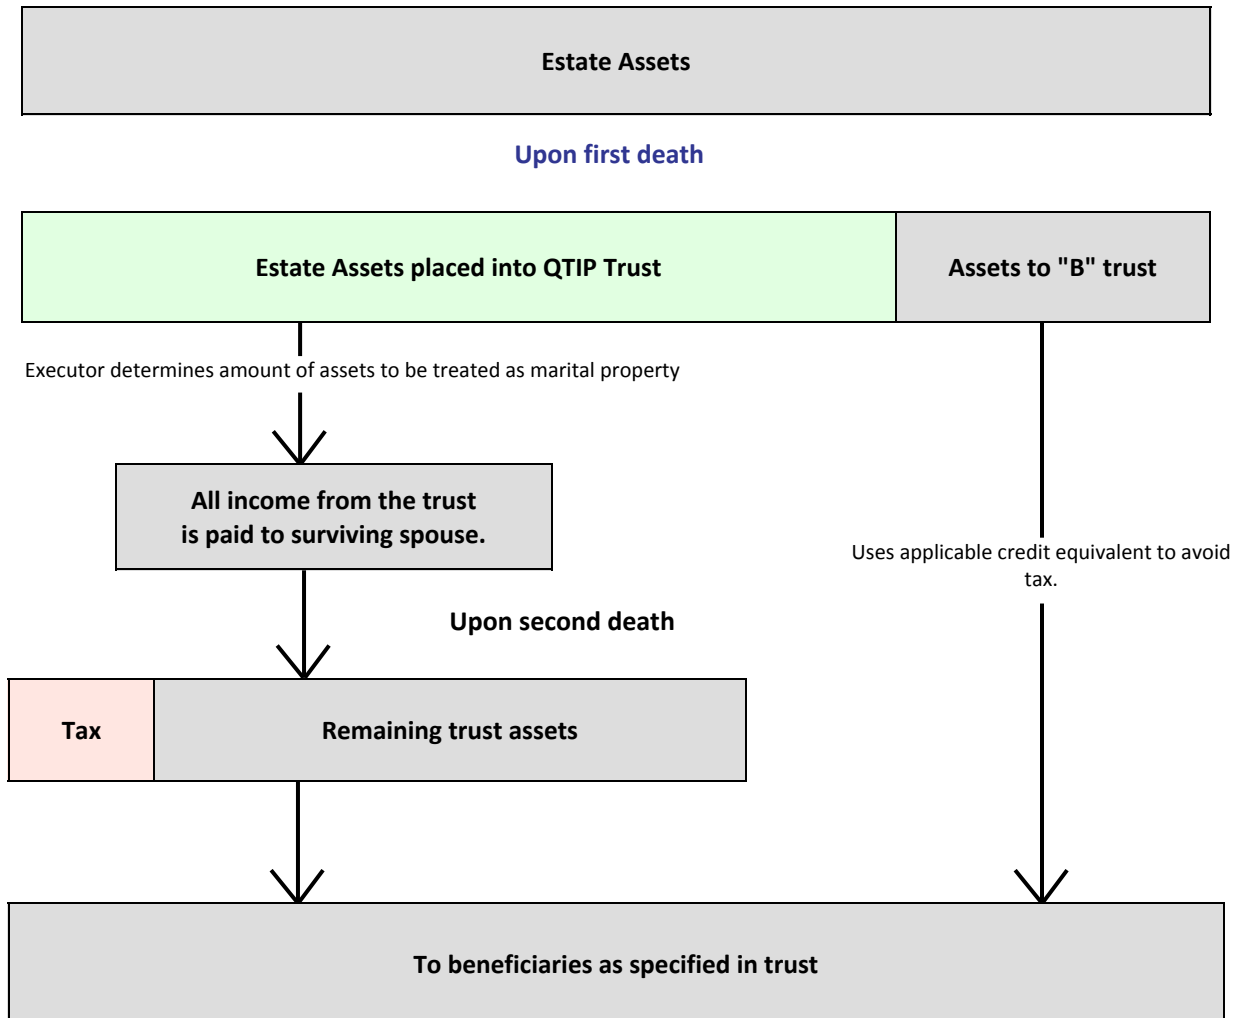 Estate Assets
Upon first death
Estate Assets placed into QTIP Trust
Assets to "B" trust
Executor determines amount of assets to be treated as marital property
All income from the trust
is paid to surviving spouse.
Uses applicable credit equivalent to avoid
tax.
Upon second death
Tax
Remaining trust assets
To beneficiaries as specified in trust